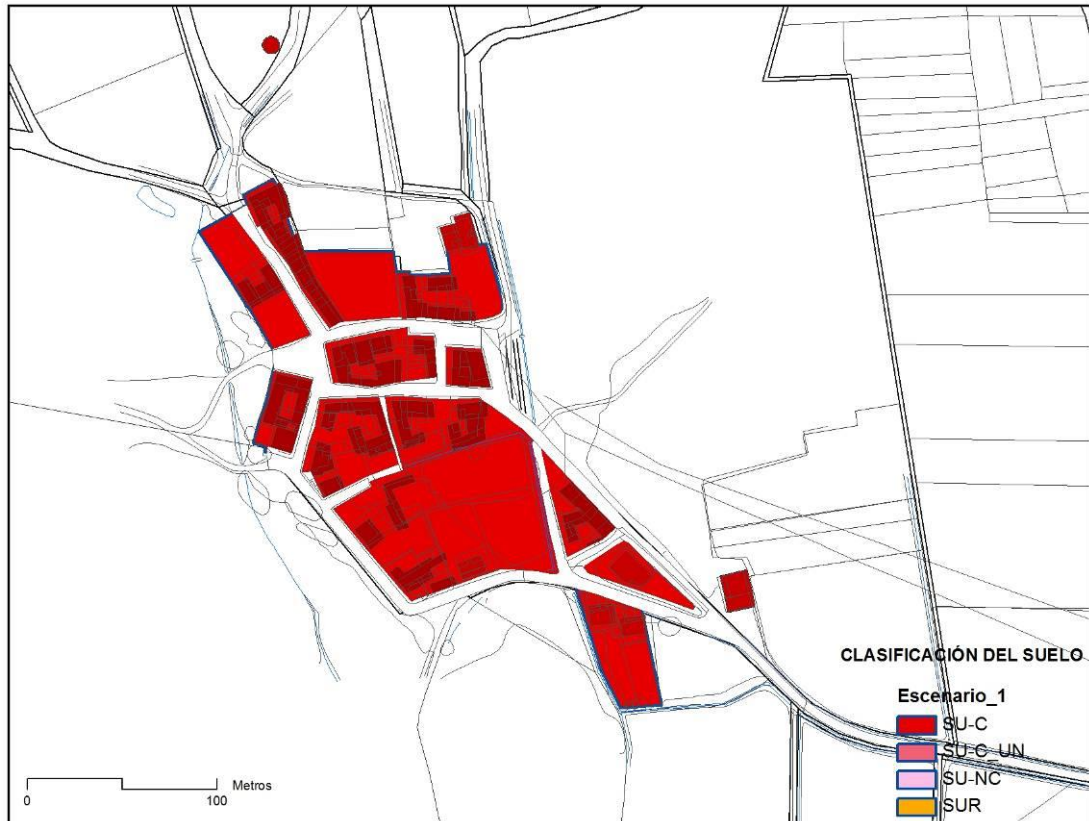 CLASIFICACIÓN DEL SUELO
Escenario_1
SU-C
SU-C_UN
SU-NC
SUR
Metros
0 100